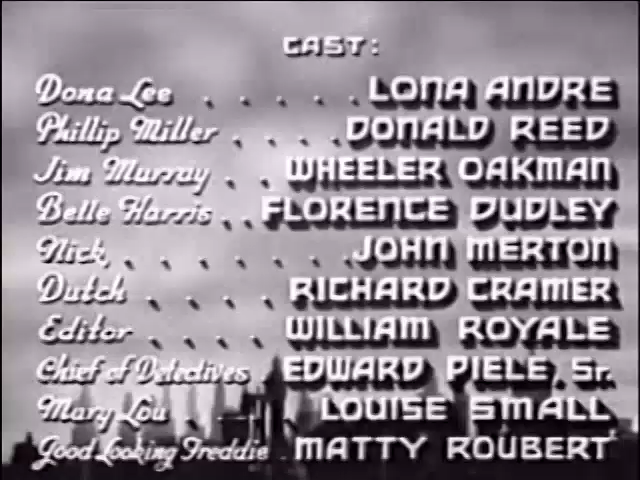 CAST:
Dona Lee . . . . . LONA ANDRE
Phillip Miller . . . . DONALD REED
Jim Murray . . WHEELER OAKMAN
Belle Harris . . FLORENCE DUDLEY
Nick . . . . . . . JOHN MERTON
Dutch . . . . RICHARD CRAMER
Editor . . . . WILLIAM ROYALE
Chief of Detectives . EDWARD PIELE, Sr.
Mary Lou . . . . LOUISE SMALL
Good Looking Freddie MATTY ROUBERT